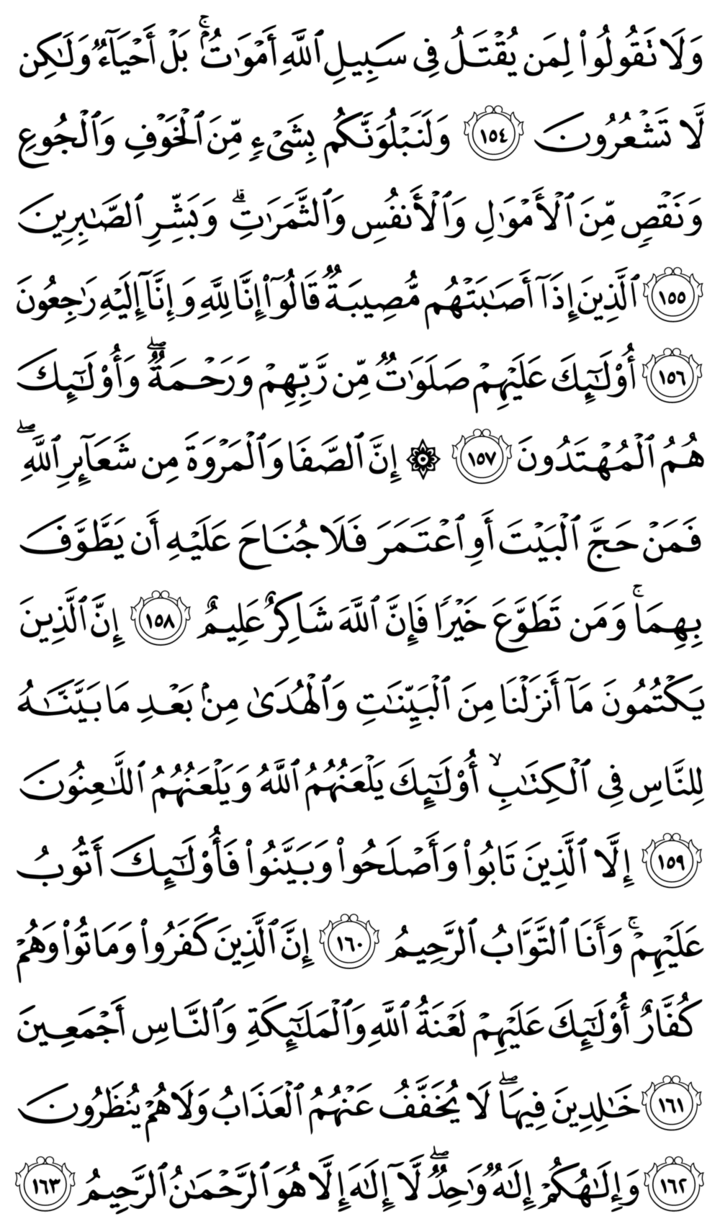 وَلَا تَقُولُوا۟ لِمَن يُقْتَلُ فِى سَبِيلِ ٱللَّهِ أَمْوَٰتٌۢ ۚ بَلْ أَحْيَآءٌ وَلَٰكِن
لَّا تَشْعُرُونَ ١٥٤ وَلَنَبْلُوَنَّكُم بِشَىْءٍ مِّنَ ٱلْخَوْفِ وَٱلْجُوعِ
وَنَقْصٍ مِّنَ ٱلْأَمْوَٰلِ وَٱلْأَنفُسِ وَٱلثَّمَرَٰتِ ۗ وَبَشِّرِ ٱلصَّٰبِرِينَ
١٥٥ ٱلَّذِينَ إِذَآ أَصَٰبَتْهُم مُّصِيبَةٌ قَالُوٓا۟ إِنَّا لِلَّهِ وَإِنَّآ إِلَيْهِ رَٰجِعُونَ
١٥٦ أُو۟لَٰٓئِكَ عَلَيْهِمْ صَلَوَٰتٌ مِّن رَّبِّهِمْ وَرَحْمَةٌ ۖ وَأُو۟لَٰٓئِكَ
هُمُ ٱلْمُهْتَدُونَ ١٥٧ ۞ إِنَّ ٱلصَّفَا وَٱلْمَرْوَةَ مِن شَعَآئِرِ ٱللَّهِ ۖ
فَمَنْ حَجَّ ٱلْبَيْتَ أَوِ ٱعْتَمَرَ فَلَا جُنَاحَ عَلَيْهِ أَن يَطَّوَّفَ
بِهِمَا ۚ وَمَن تَطَوَّعَ خَيْرًا فَإِنَّ ٱللَّهَ شَاكِرٌ عَلِيمٌ ١٥٨ إِنَّ ٱلَّذِينَ
يَكْتُمُونَ مَآ أَنزَلْنَا مِنَ ٱلْبَيِّنَٰتِ وَٱلْهُدَىٰ مِنۢ بَعْدِ مَا بَيَّنَّٰهُ
لِلنَّاسِ فِى ٱلْكِتَٰبِ ۙ أُو۟لَٰٓئِكَ يَلْعَنُهُمُ ٱللَّهُ وَيَلْعَنُهُمُ ٱللَّٰعِنُونَ
١٥٩ إِلَّا ٱلَّذِينَ تَابُوا۟ وَأَصْلَحُوا۟ وَبَيَّنُوا۟ فَأُو۟لَٰٓئِكَ أَتُوبُ
عَلَيْهِمْ ۚ وَأَنَا ٱلتَّوَّابُ ٱلرَّحِيمُ ١٦٠ إِنَّ ٱلَّذِينَ كَفَرُوا۟ وَمَاتُوا۟ وَهُمْ
كُفَّارٌ أُو۟لَٰٓئِكَ عَلَيْهِمْ لَعْنَةُ ٱللَّهِ وَٱلْمَلَٰٓئِكَةِ وَٱلنَّاسِ أَجْمَعِينَ
١٦١ خَٰلِدِينَ فِيهَا ۖ لَا يُخَفَّفُ عَنْهُمُ ٱلْعَذَابُ وَلَا هُمْ يُنظَرُونَ
١٦٢ وَإِلَٰهُكُمْ إِلَٰهٌ وَٰحِدٌ ۖ لَّآ إِلَٰهَ إِلَّا هُوَ ٱلرَّحْمَٰنُ ٱلرَّحِيمُ ١٦٣